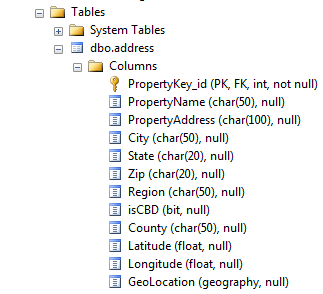 Tables
System Tables
dbo.address
Columns
PropertyKey_id (PK, FK, int, not null)
PropertyName (char(50), null)
PropertyAddress (char(100), null)
City (char(50), null)
State (char(20), null)
Zip (char(20), null)
Region (char(50), null)
isCBD (bit, null)
County (char(50), null)
Latitude (float, null)
Longitude (float, null)
GeoLocation (geography, null)